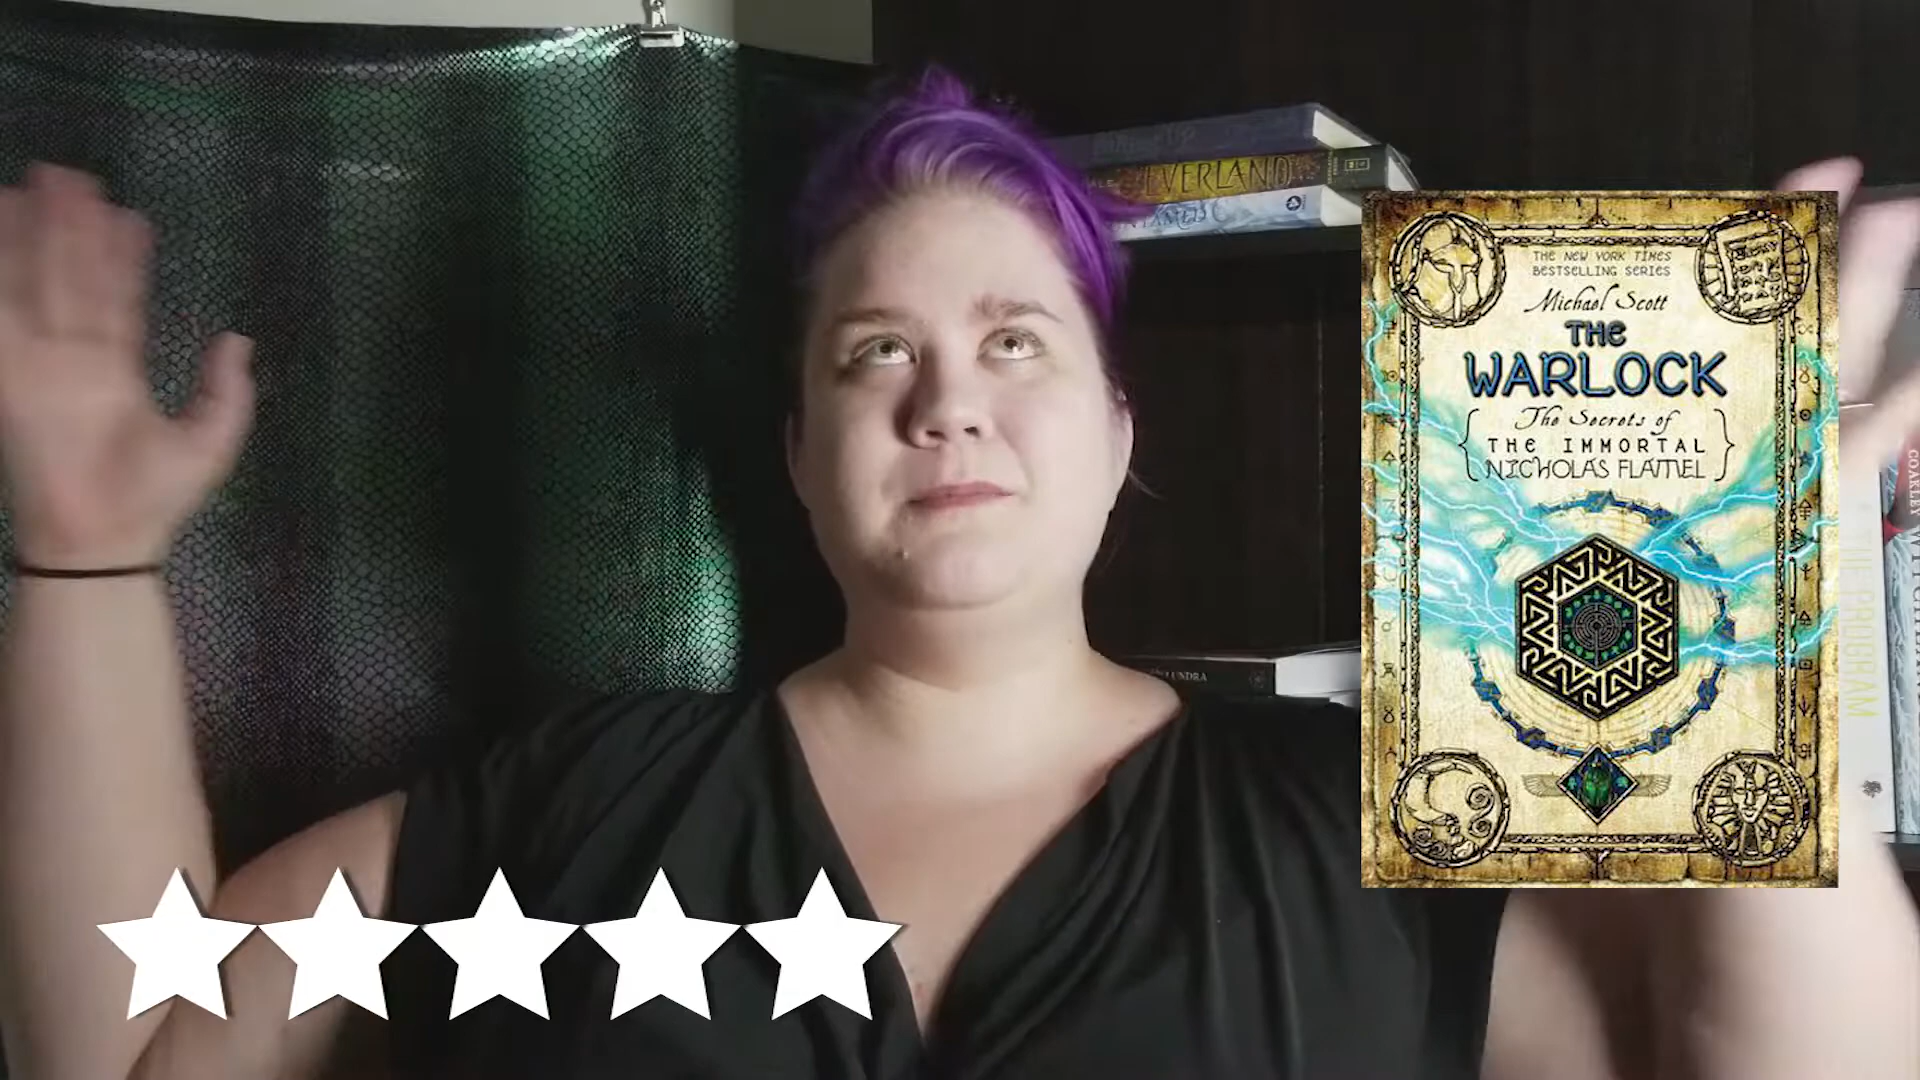 EVERLAND
THE NEW YORK TIMES
BESTSELLING SERIES
Michael Scott
THE
WARLOCK
The Secrets of
THE IMMORTAL
NICHOLAS FLAMEL
COAKLEY
THE PROGRAM